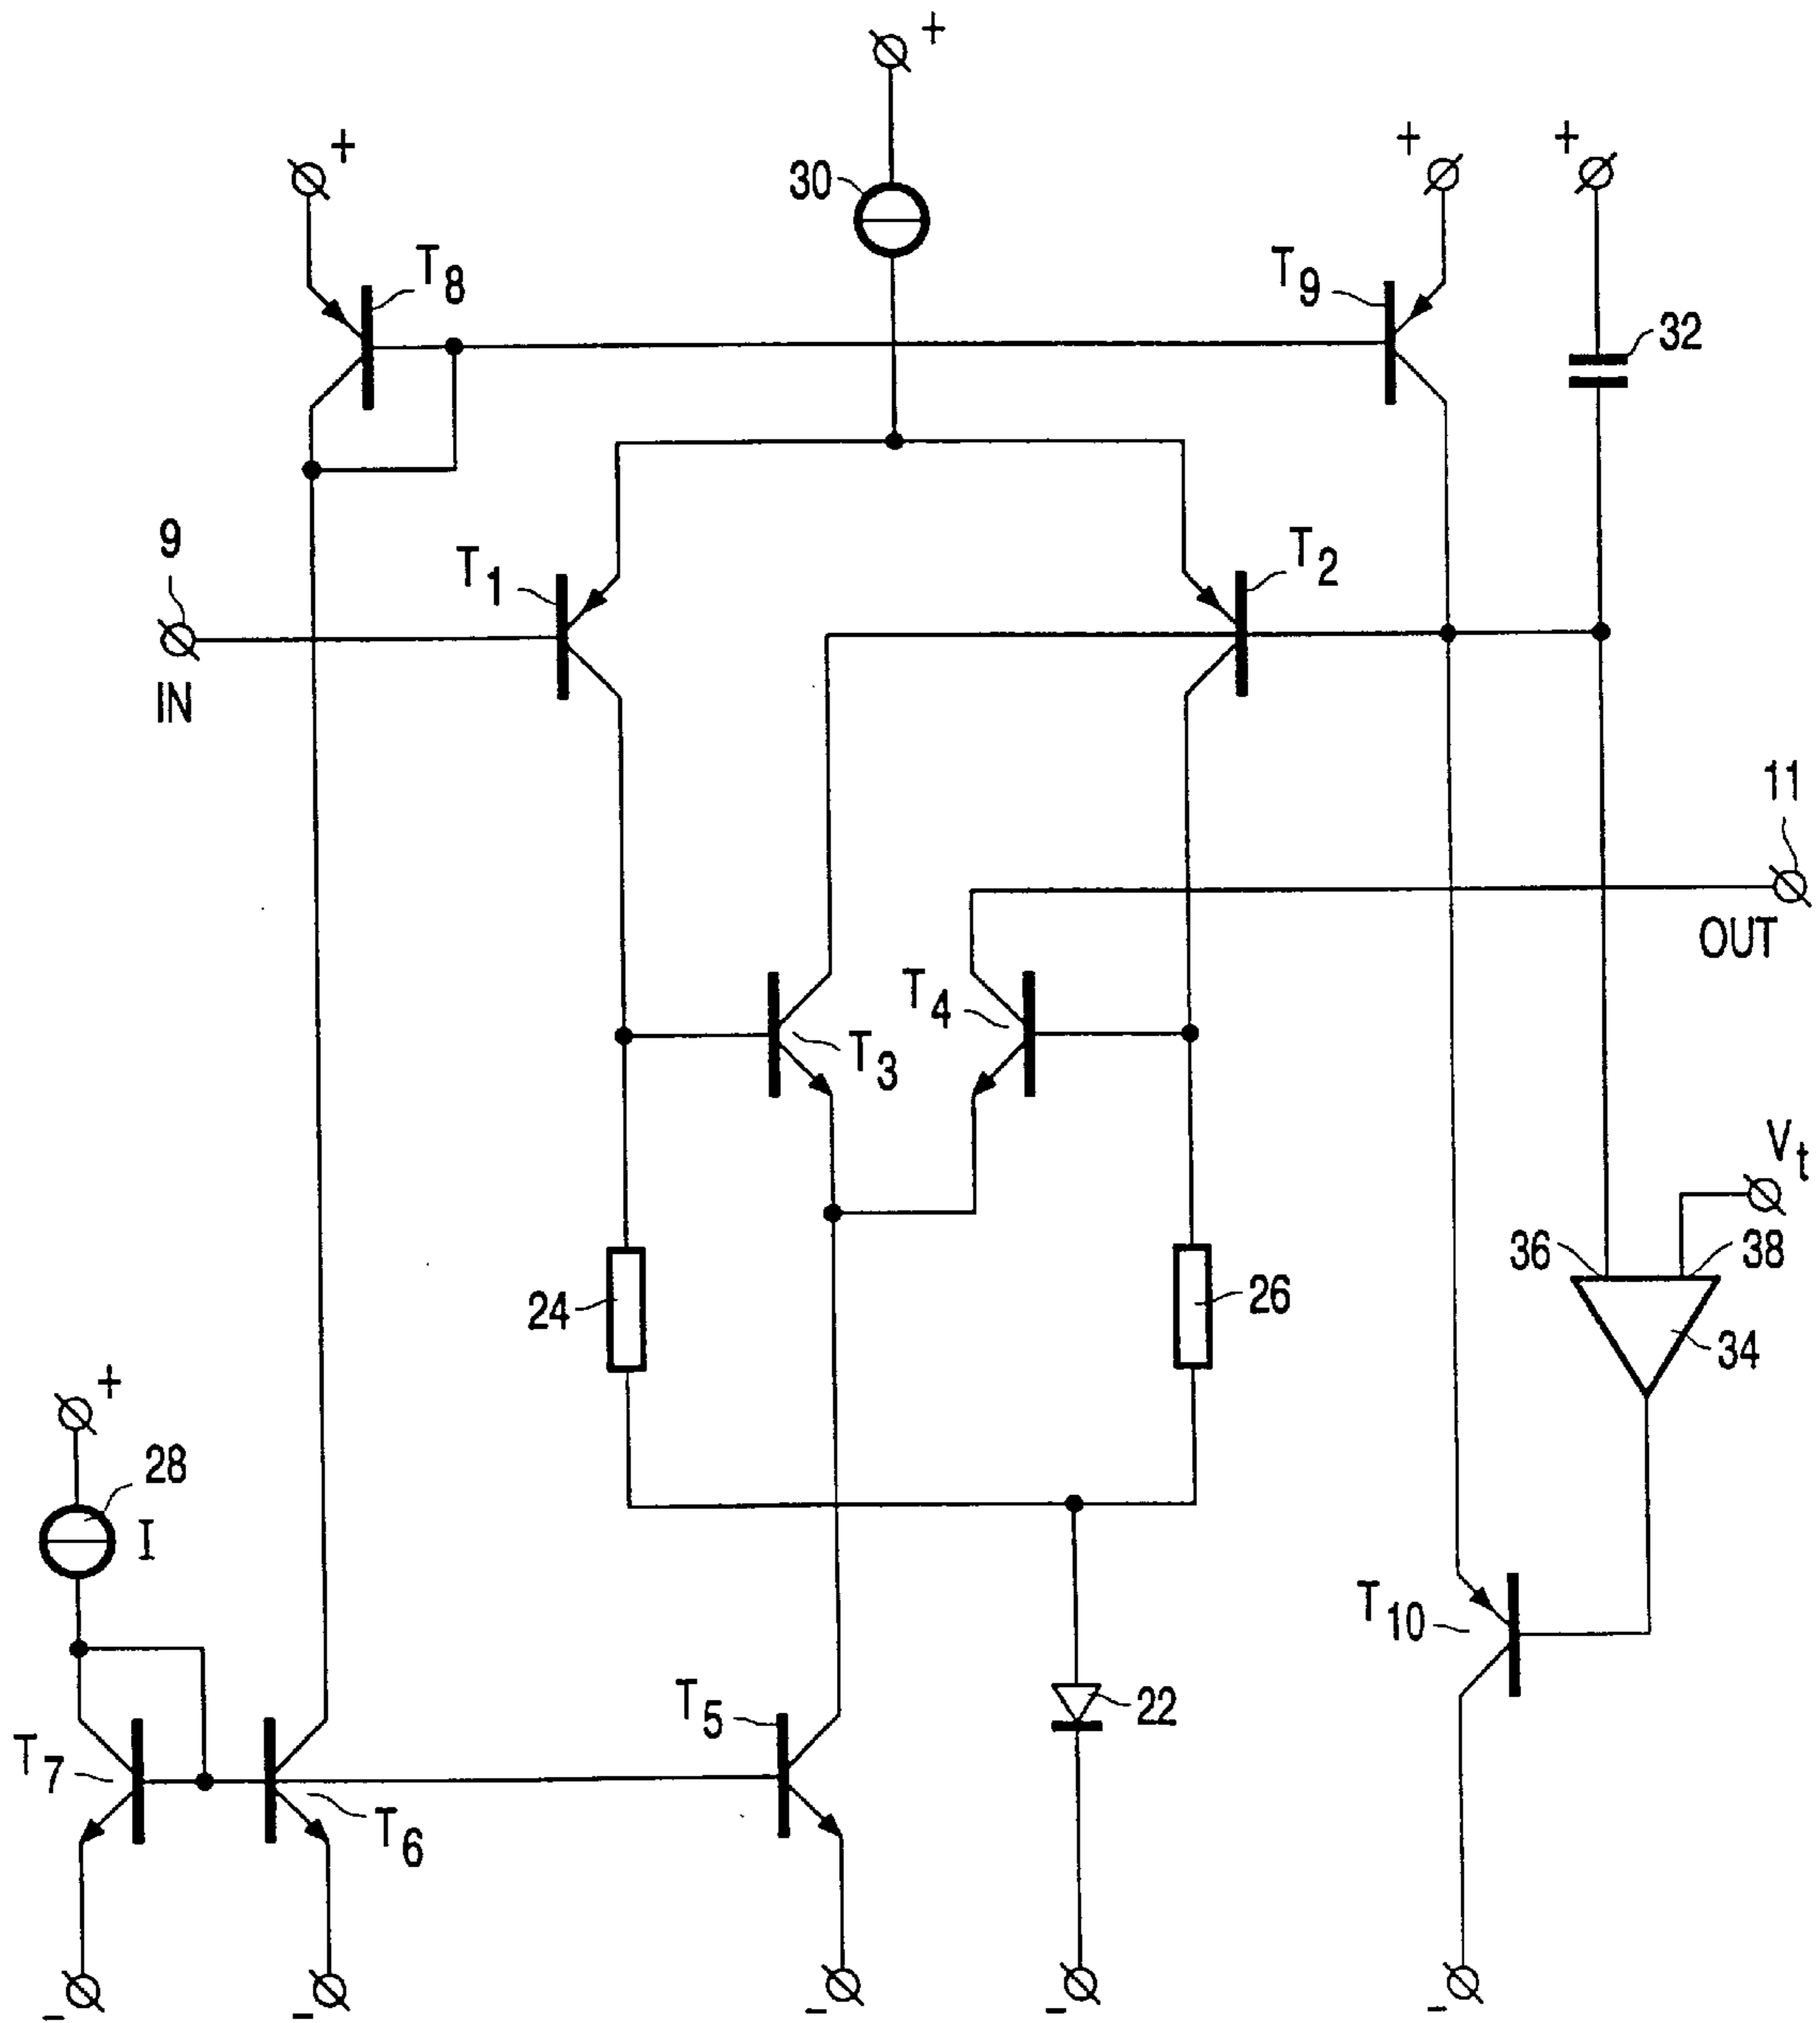 +
+
+
+
30
T8
T9
32
9
T1
T2
IN
11
OUT
T4
T3
Vt
36
38
24
26
34
+
28
I
T10
T5
22
T7
T6
-
-
-
-
-